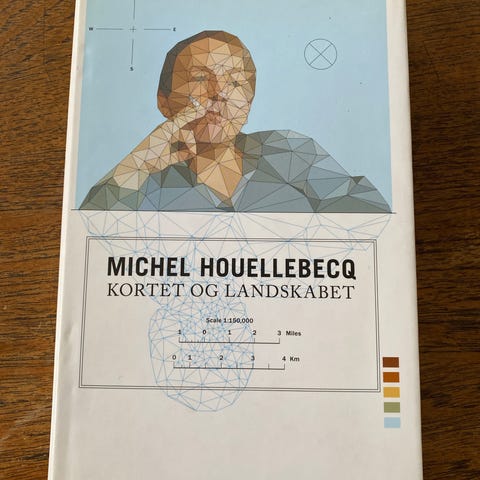 W E
S
MICHEL HOUELLEBECQ
KORTET OG LANDSKABET
Scale 1:150,000
1 0 1 2 3 Miles
0 1 2 3 4 Km